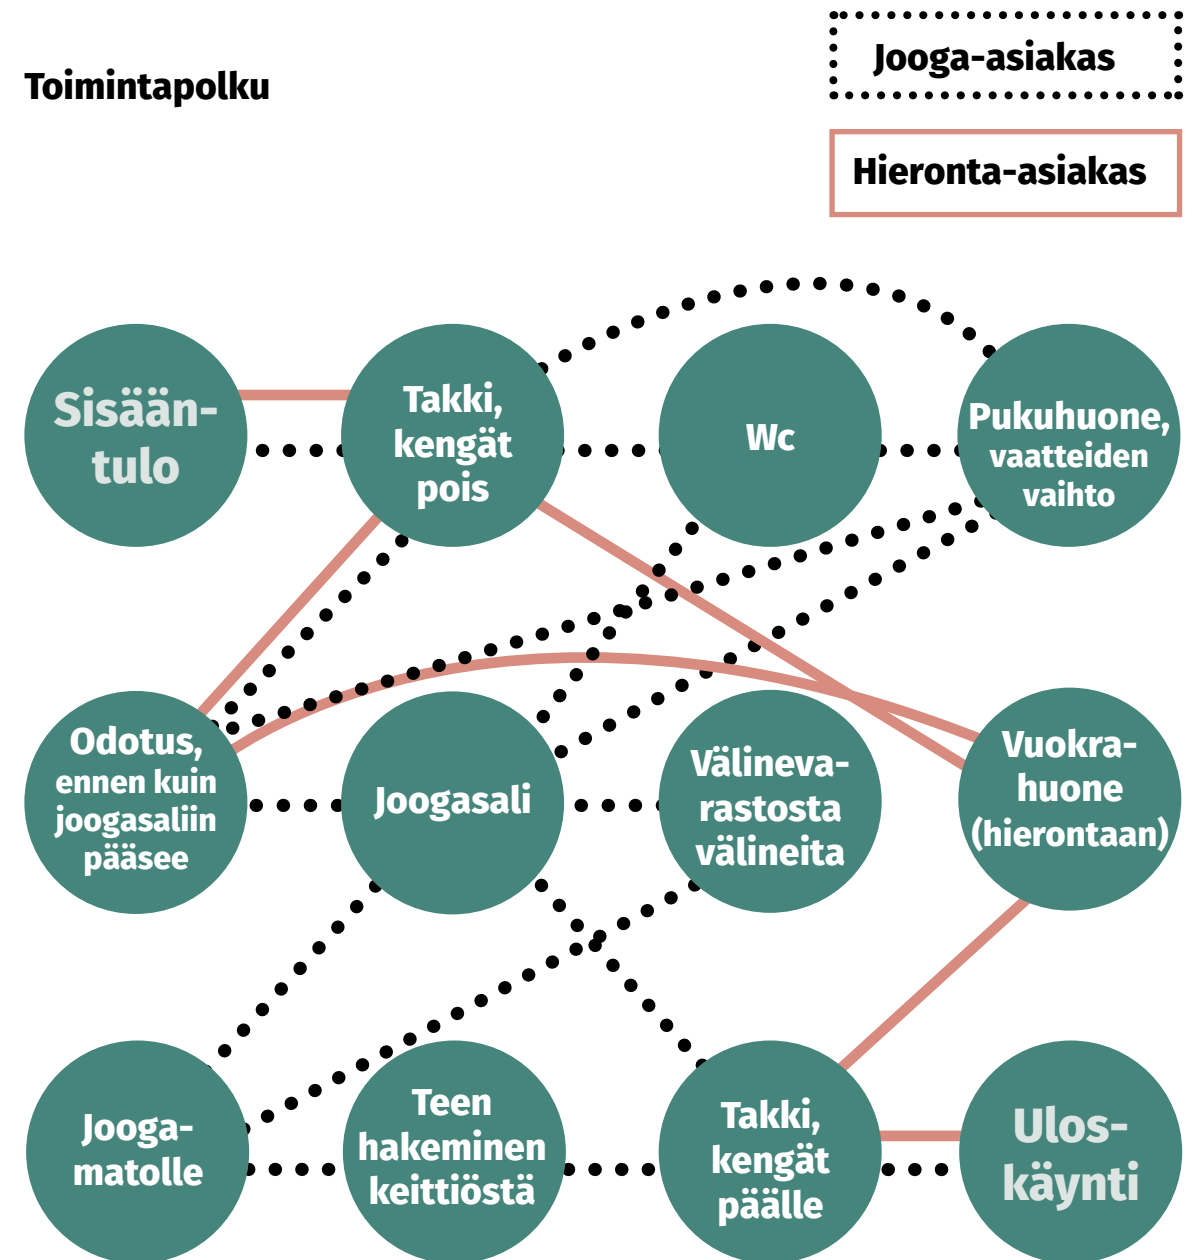 Toimintapolku
Jooga-asiakas
Hieronta-asiakas
Sisään-
tulo
Takki,
kengät
pois
Wc
Pukuhuone,
vaatteiden
vaihto
Odotus,
ennen kuin
joogasaliin
pääsee
Joogasali
Välineva-
rastosta
välineita
Vuokra-
huone
(hierontaan)
Jooga-
matolle
Teen
hakeminen
keittiöstä
Takki,
kengät
päälle
Ulos-
käynti